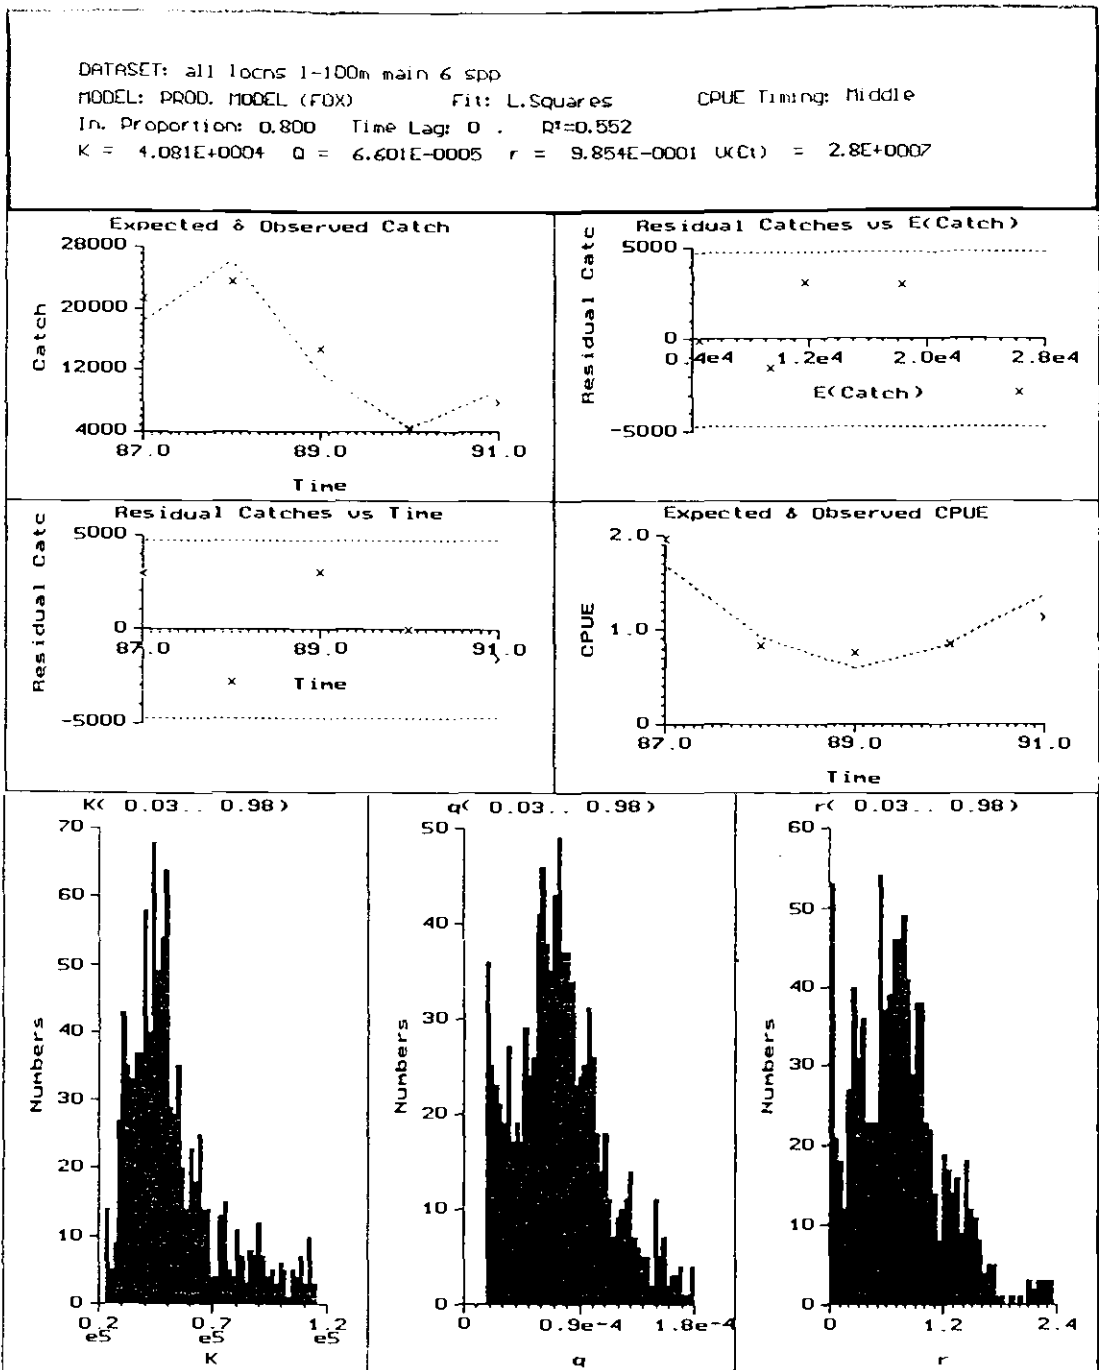 DATASET: all locns 1-100m main 6 spp
MODEL: PROD. MODEL (FOX) Fit: L.Squares CPUE Timing: Middle
In. Proportion: 0.800 Time Lag: 0 . R²=0.552
K = 4.081E+0004 Q = 6.601E-0005 r = 9.854E-0001 U(Ct) = 2.8E+0007
Expected & Observed Catch
28000
20000
12000
4000
Catch
87.0 89.0 91.0
Time
Residual Catches vs E(Catch)
5000
0
-5000
Residual Catc
0.4e4 1.2e4 2.0e4 2.8e4
E(Catch)
Residual Catches vs Time
5000
0
-5000
Residual Catc
87.0 89.0 91.0
Time
Expected & Observed CPUE
2.0
1.0
0
CPUE
87.0 89.0 91.0
Time
K( 0.03.. 0.98)
70
60
50
40
30
20
10
0
Numbers
0.2 0.7 1.2
e5 e5 e5
K
q( 0.03.. 0.98)
50
40
30
20
10
0
Numbers
0 0.9e-4 1.8e-4
q
r( 0.03.. 0.98)
60
50
40
30
20
10
0
Numbers
0 1.2 2.4
r